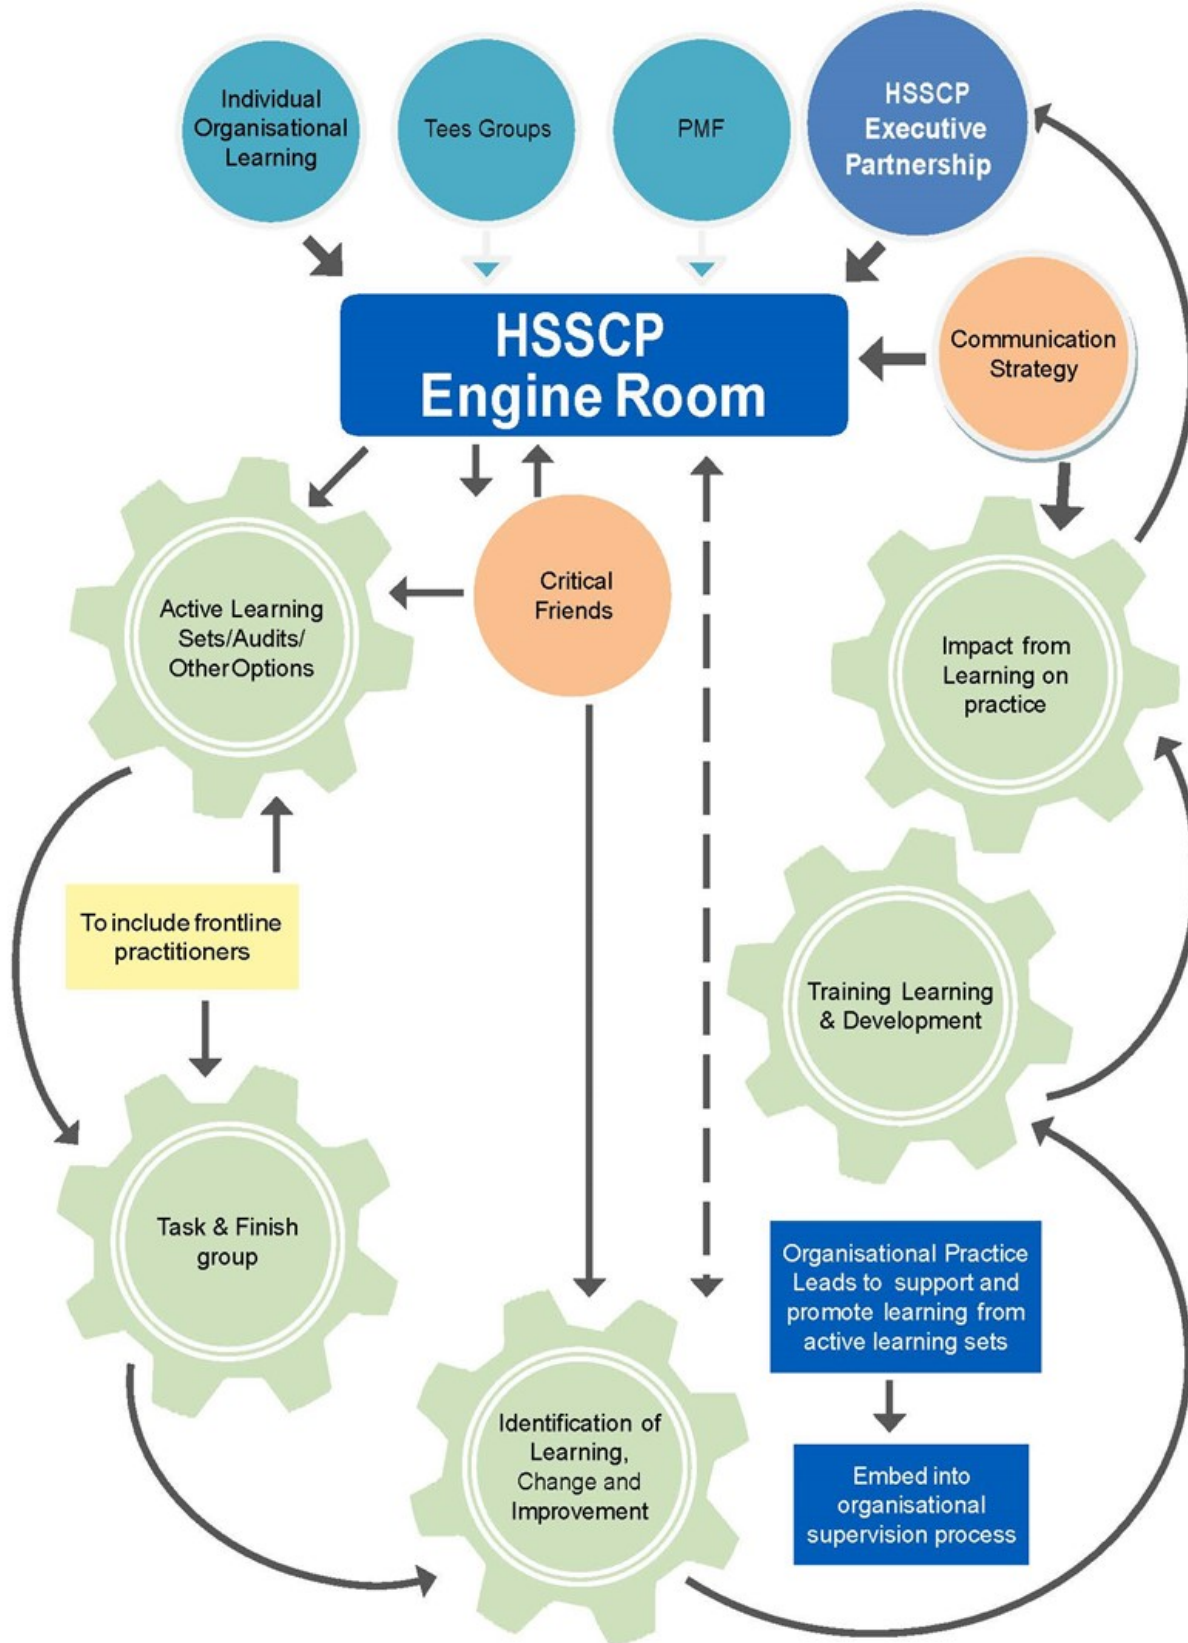 Individual
Organisational
Learning
Tees Groups
PMF
HSSCP
Executive
Partnership
HSSCP
Engine Room
Communication
Strategy
Active Learning
Sets/Audits/
Other Options
Critical
Friends
Impact from
Learning on
practice
To include frontline
practitioners
Training Learning
& Development
Task & Finish
group
Organisational Practice
Leads to support and
promote learning from
active learning sets
Identification of
Learning,
Change and
Improvement
Embed into
organisational
supervision process